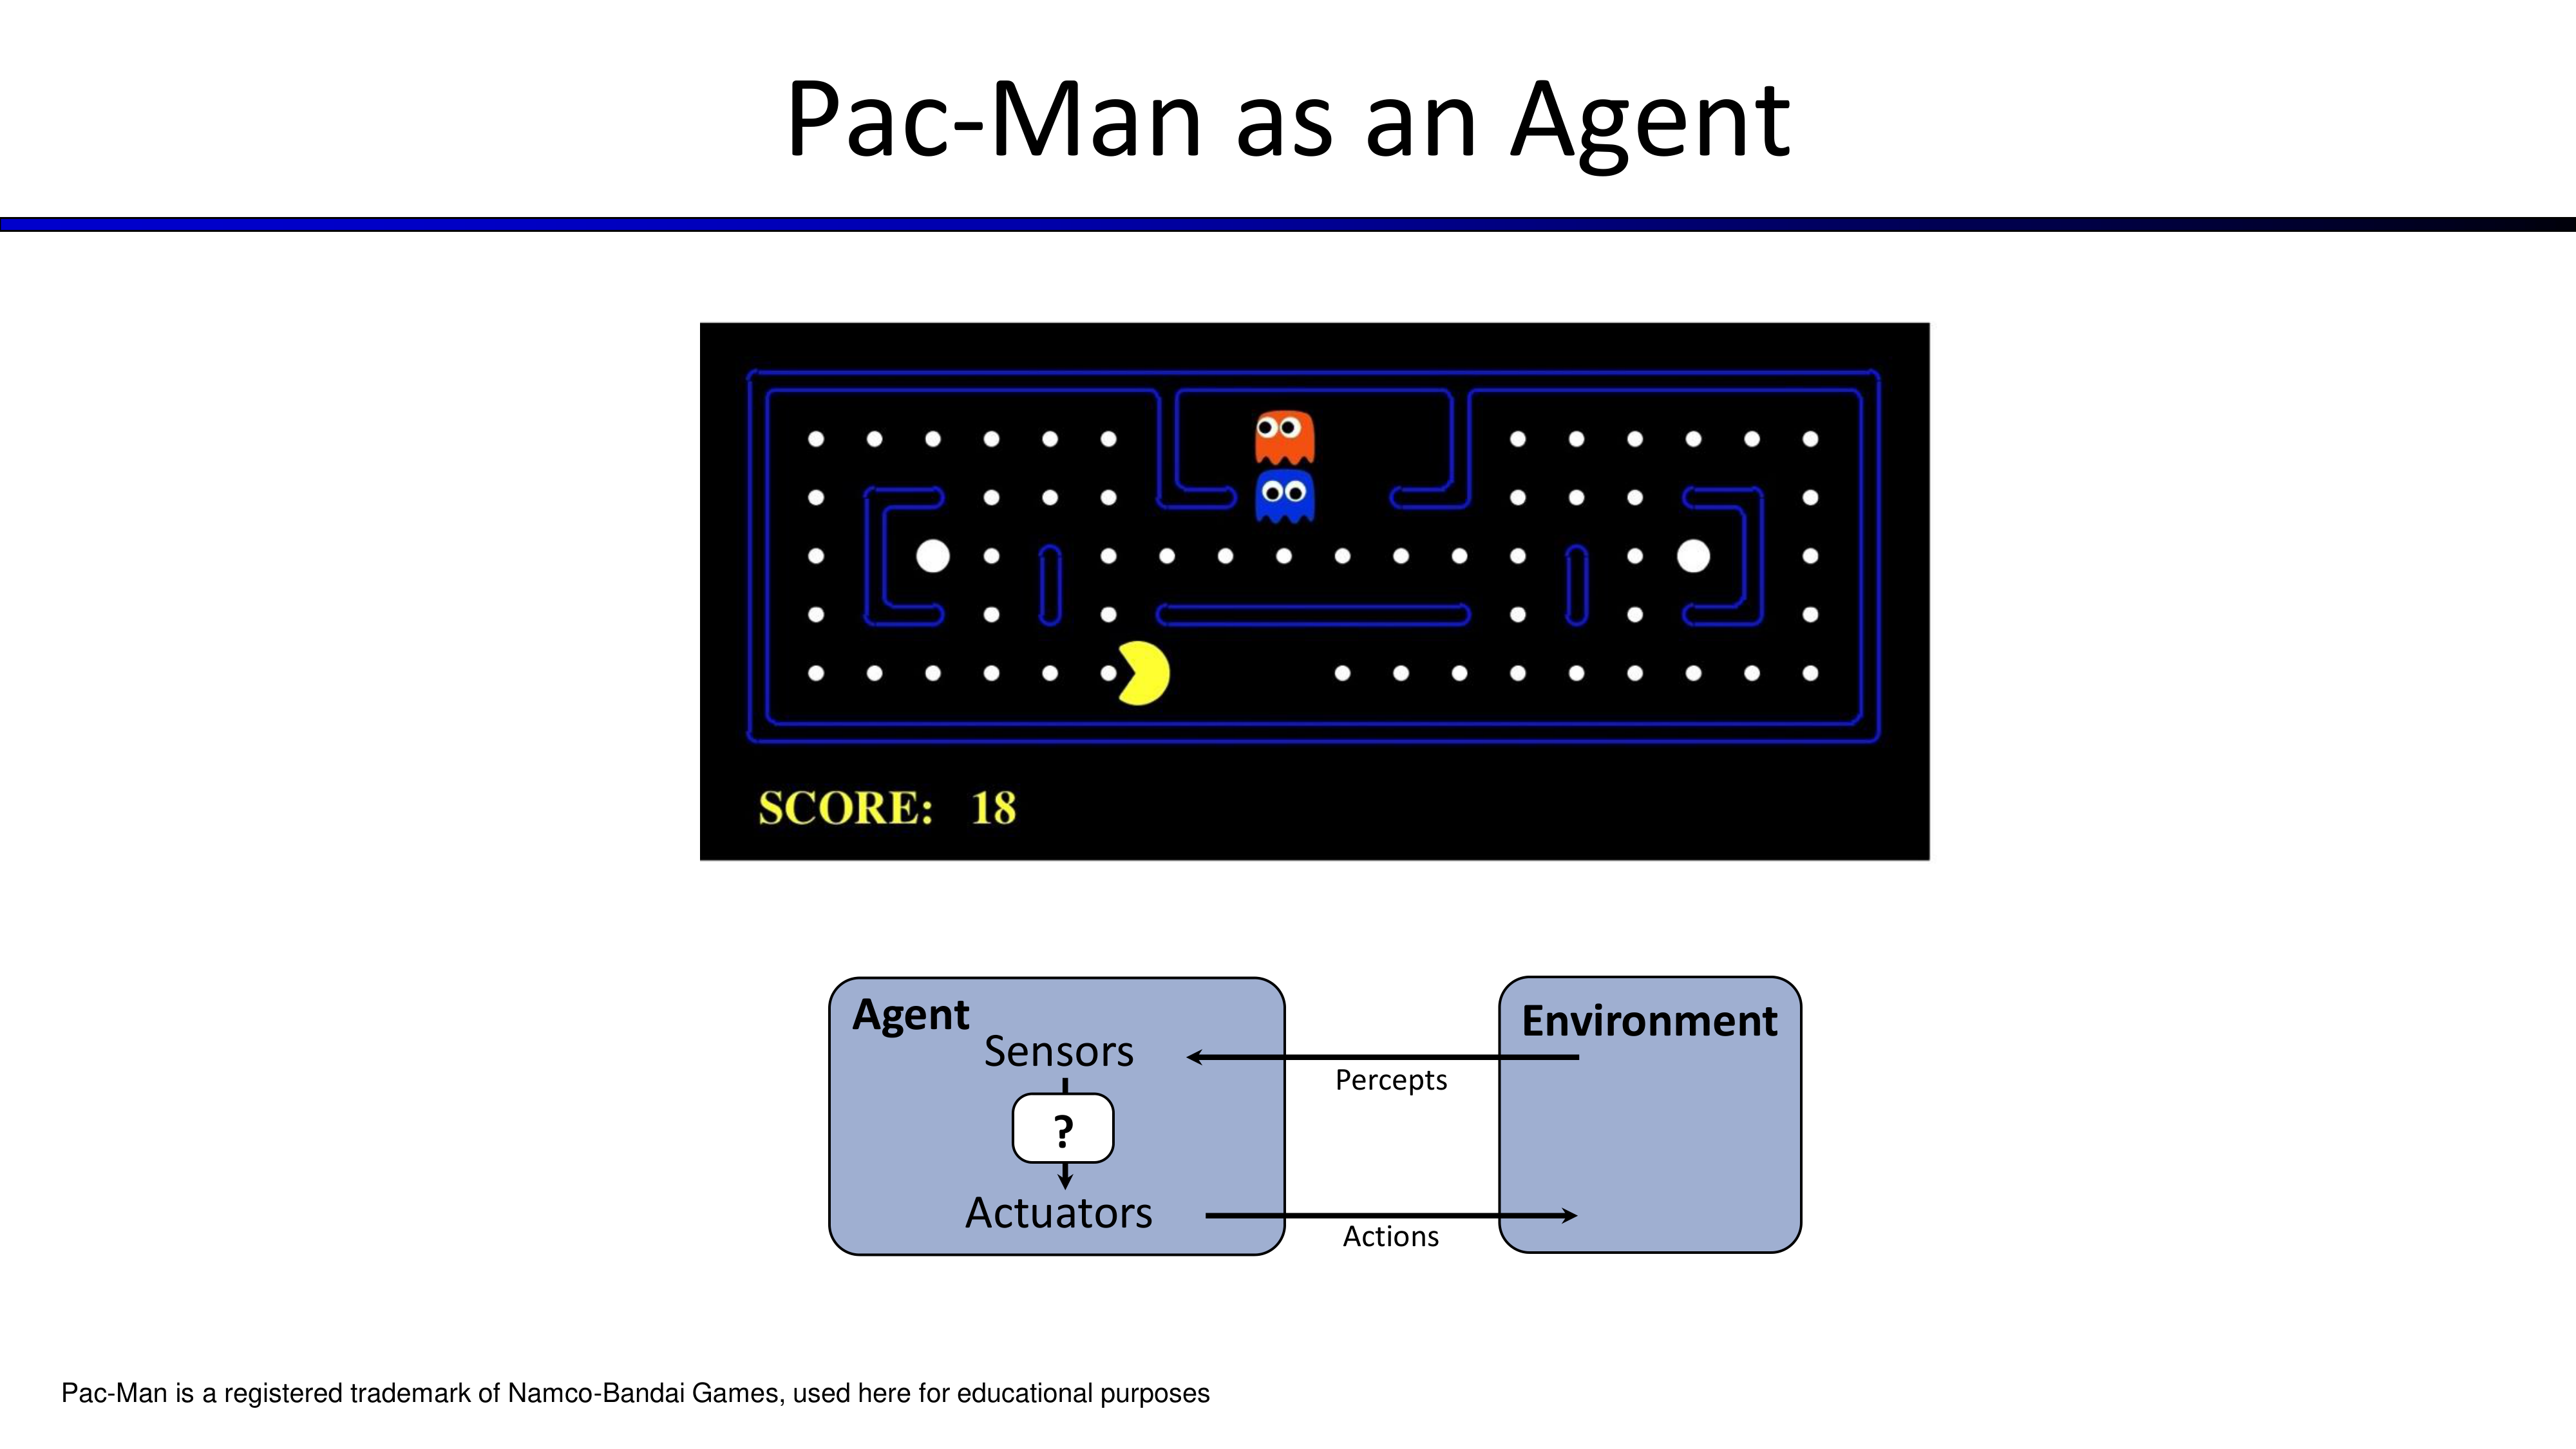 Pac-Man as an Agent
SCORE: 18
Agent
Environment
Sensors
Percepts
?
Actuators
Actions
Pac-Man is a registered trademark of Namco-Bandai Games, used here for educational purposes